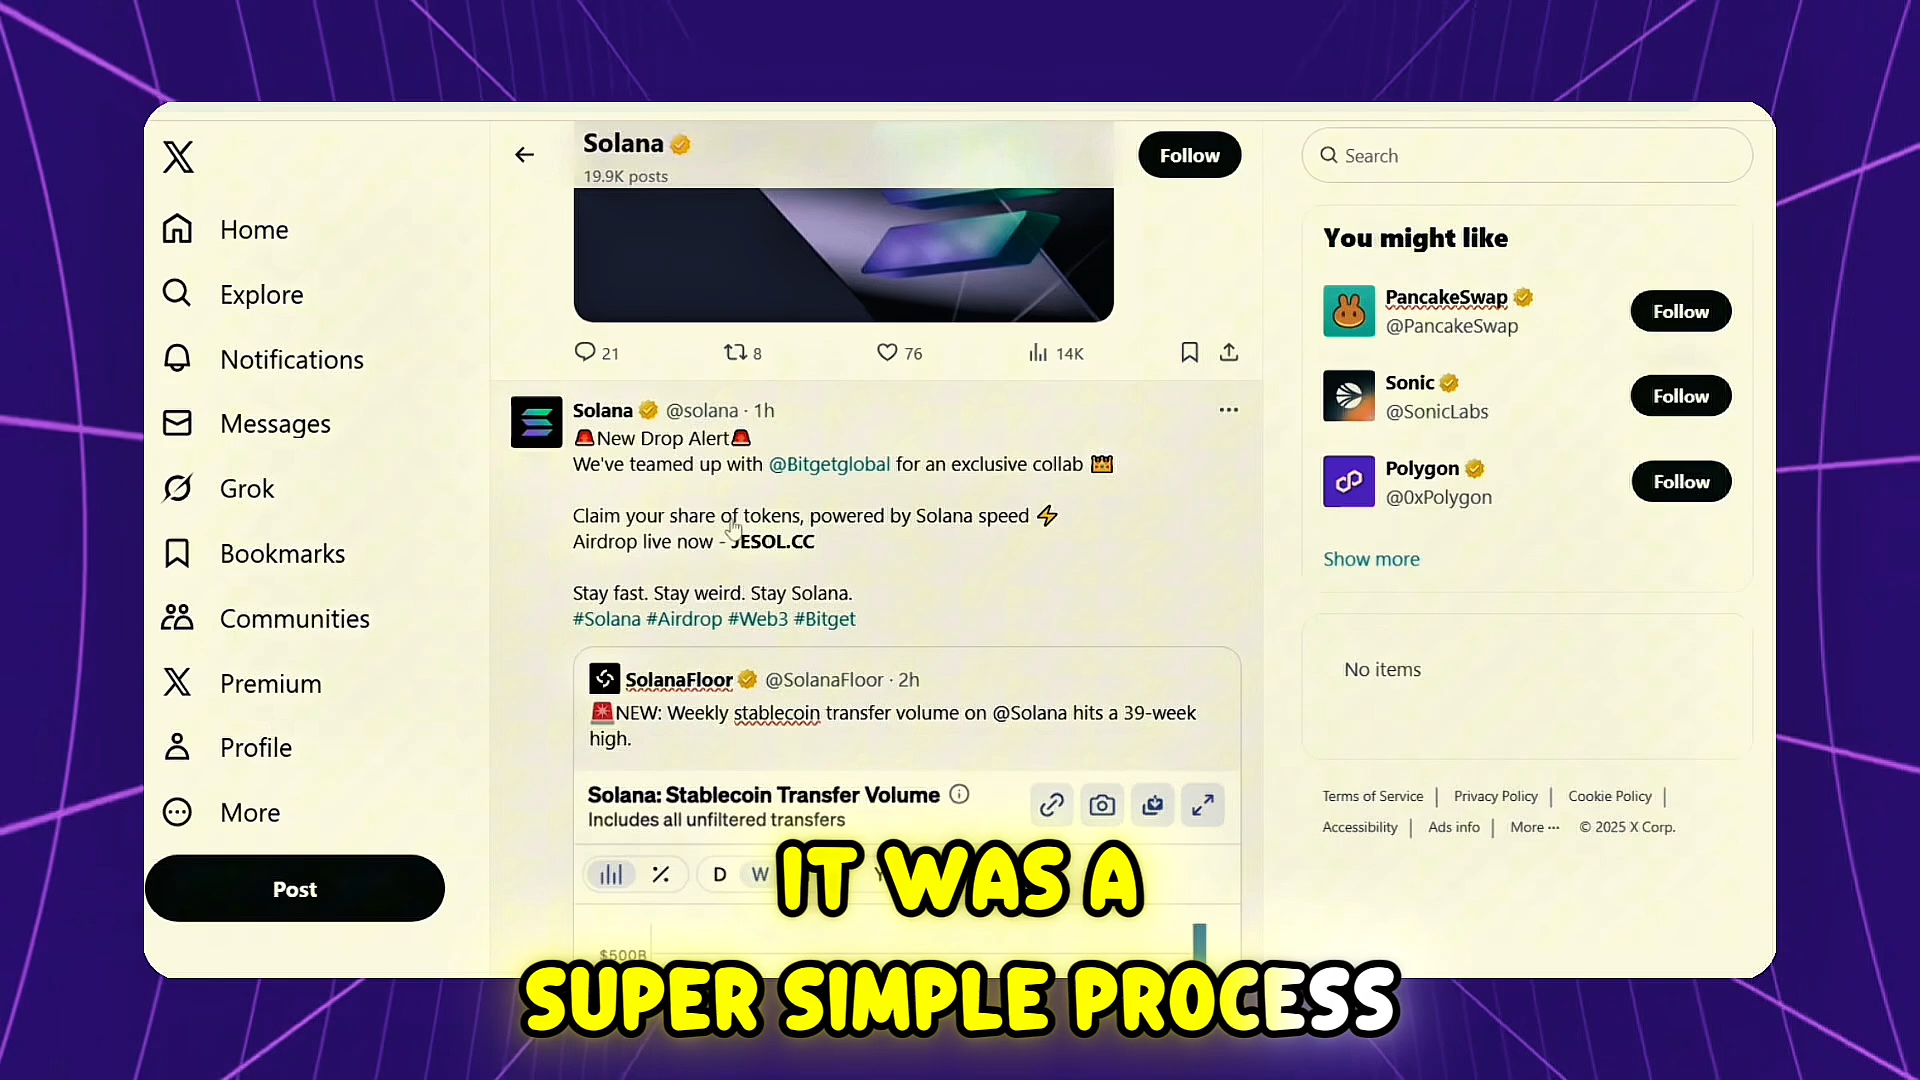 Home
Explore
Notifications
Messages
Grok
Bookmarks
Communities
Premium
Profile
More
Post
Solana
19.9K posts
Follow
21
8
76
14K
Solana @solana · 1h
🚨New Drop Alert🚨
We've teamed up with @Bitgetglobal for an exclusive collab
Claim your share of tokens, powered by Solana speed ⚡
Airdrop live now - JESOL.CC
Stay fast. Stay weird. Stay Solana.
#Solana #Airdrop #Web3 #Bitget
SolanaFloor @SolanaFloor · 2h
🚨NEW: Weekly stablecoin transfer volume on @Solana hits a 39-week
high.
Solana: Stablecoin Transfer Volume
Includes all unfiltered transfers
D W
$500B
IT WAS A
SUPER SIMPLE PROCESS
Search
You might like
PancakeSwap
@PancakeSwap
Follow
Sonic
@SonicLabs
Follow
Polygon
@0xPolygon
Follow
Show more
No items
Terms of Service | Privacy Policy | Cookie Policy |
Accessibility | Ads info | More ··· © 2025 X Corp.